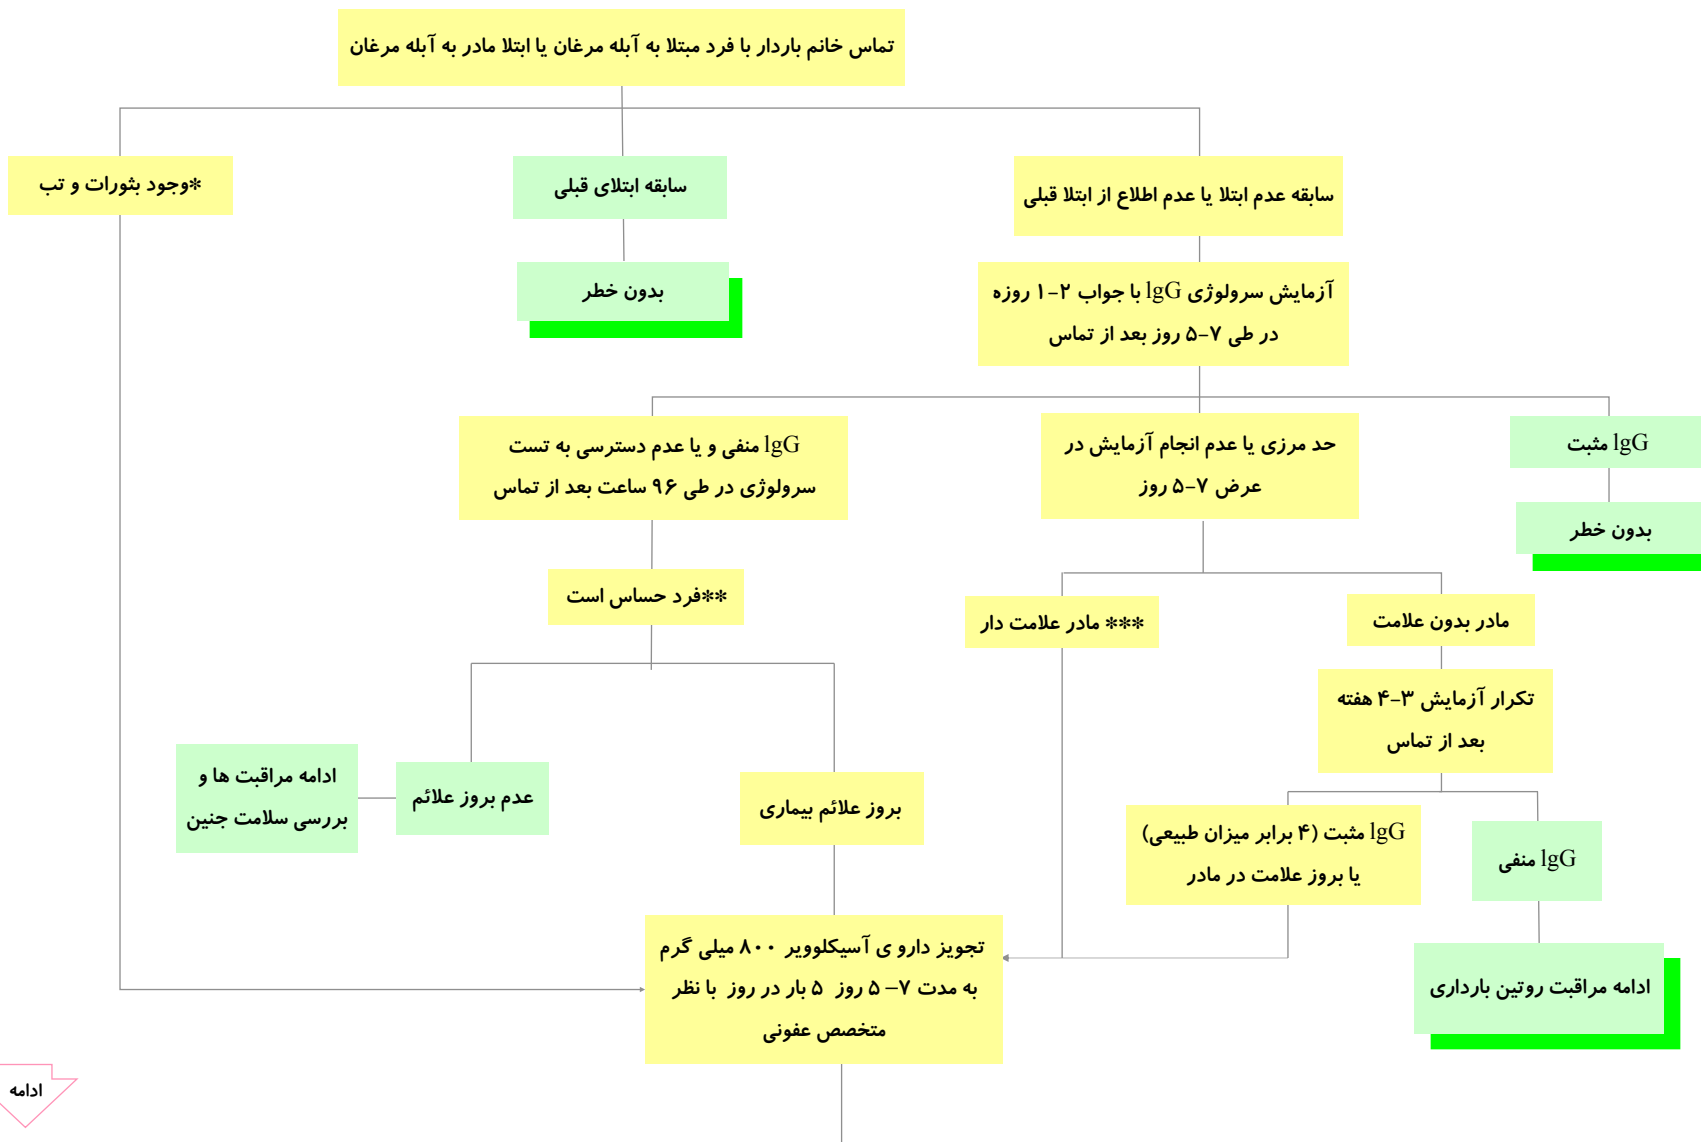 تماس خانم باردار با فرد مبتلا به آبله مرغان یا ابتلا مادر به آبله مرغان
سابقه عدم ابتلا یا عدم اطلاع از ابتلا قبلی
سابقه ابتلای قبلی
*وجود بثورات و تب
بدون خطر
آزمایش سرولوژی IgG با جواب ۲-۱ روزه
در طی ۷-۵ روز بعد از تماس
IgG مثبت
بدون خطر
حد مرزی یا عدم انجام آزمایش در
عرض ۷-۵ روز
IgG منفی و یا عدم دسترسی به تست
سرولوژی در طی ۹۶ ساعت بعد از تماس
**فرد حساس است
مادر بدون علامت
*** مادر علامت دار
تکرار آزمایش ۳-۴ هفته
بعد از تماس
بروز علائم بیماری
عدم بروز علائم
ادامه مراقبت ها و
بررسی سلامت جنین
IgG منفی
IgG مثبت (۴ برابر میزان طبیعی)
یا بروز علامت در مادر
ادامه مراقبت روتین بارداری
تجویز دارو ی آسیکلوویر ۸۰۰ میلی گرم
به مدت ۷– ۵ روز ۵ بار در روز با نظر
متخصص عفونی
ادامه